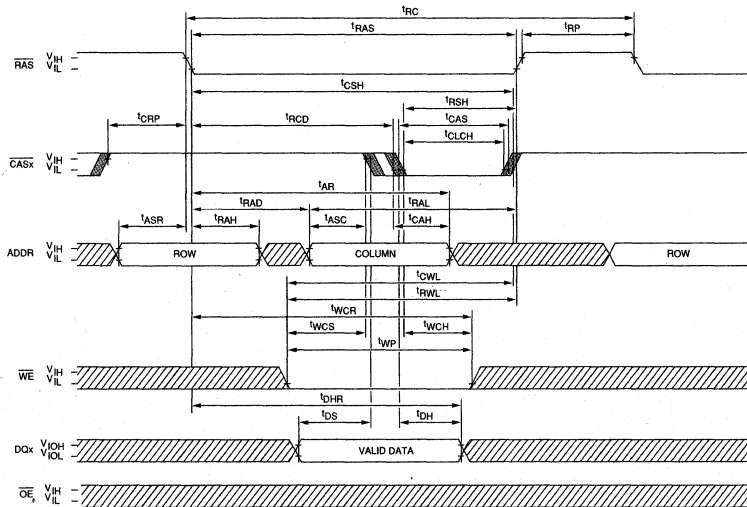 tRC
tRAS
tRP
RAS VIH
VIL
tCSH
tRSH
tCRP
tRCD
tCAS
tCLCH
CASx VIH
VIL
tAR
tRAD
tRAL
tASR
tRAH
tASC
tCAH
ADDR VIH
VIL
ROW
COLUMN
ROW
tCWL
tRWL
tWCR
tWCS
tWCH
tWP
WE VIH
VIL
tDHR
tDS
tDH
DQx VIOH
VIOL
VALID DATA
OE VIH
VIL